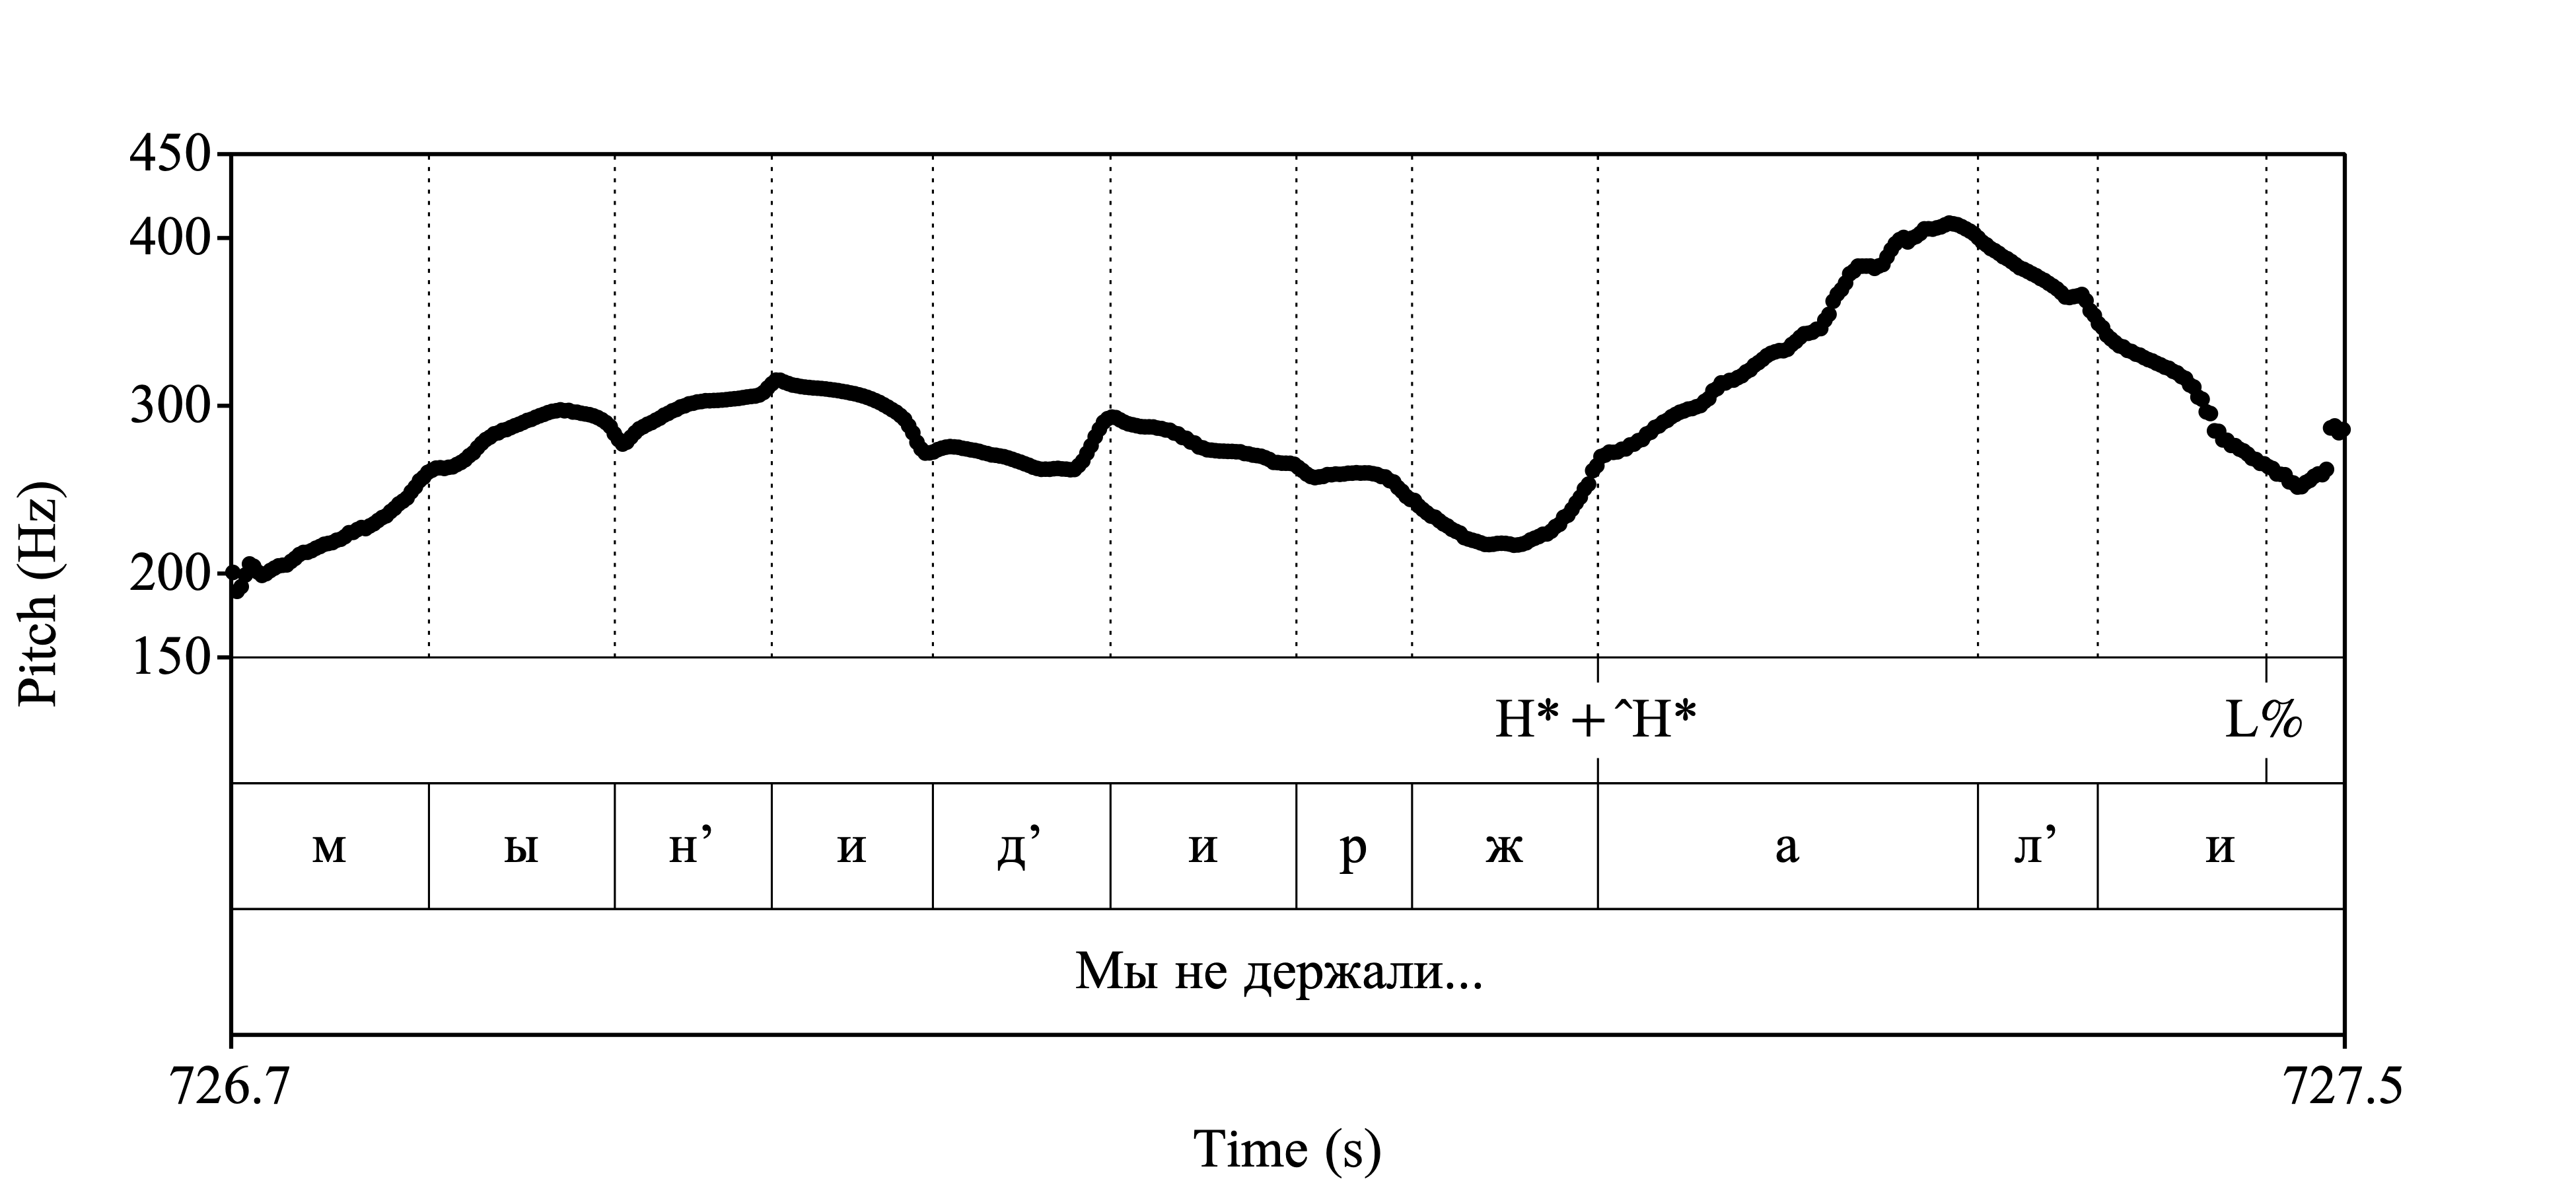 450
400
300
200
150
Pitch (Hz)
H* + ^H* L%
м ы н’ и д’ и р ж а л’ и
Мы не держали...
726.7 727.5
Time (s)